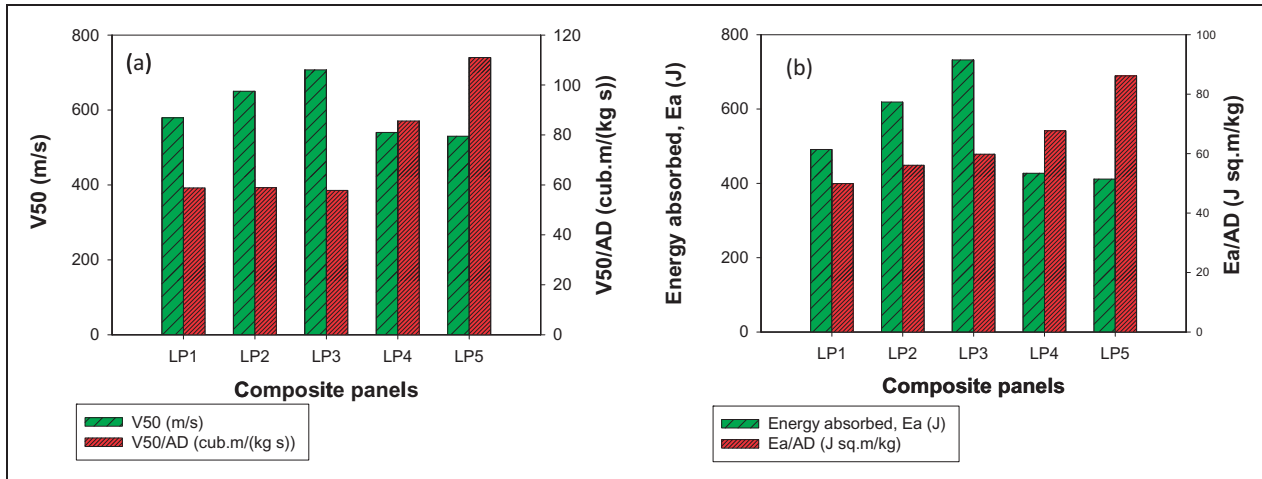 (a)
V50 (m/s)
800
600
400
200
0
V50/AD (cub.m/(kg s))
120
100
80
60
40
20
0
LP1 LP2 LP3 LP4 LP5
Composite panels
V50 (m/s)
V50/AD (cub.m/(kg s))
(b)
Energy absorbed, Ea (J)
800
600
400
200
0
Ea/AD (J sq.m/kg)
100
80
60
40
20
0
LP1 LP2 LP3 LP4 LP5
Composite panels
Energy absorbed, Ea (J)
Ea/AD (J sq.m/kg)